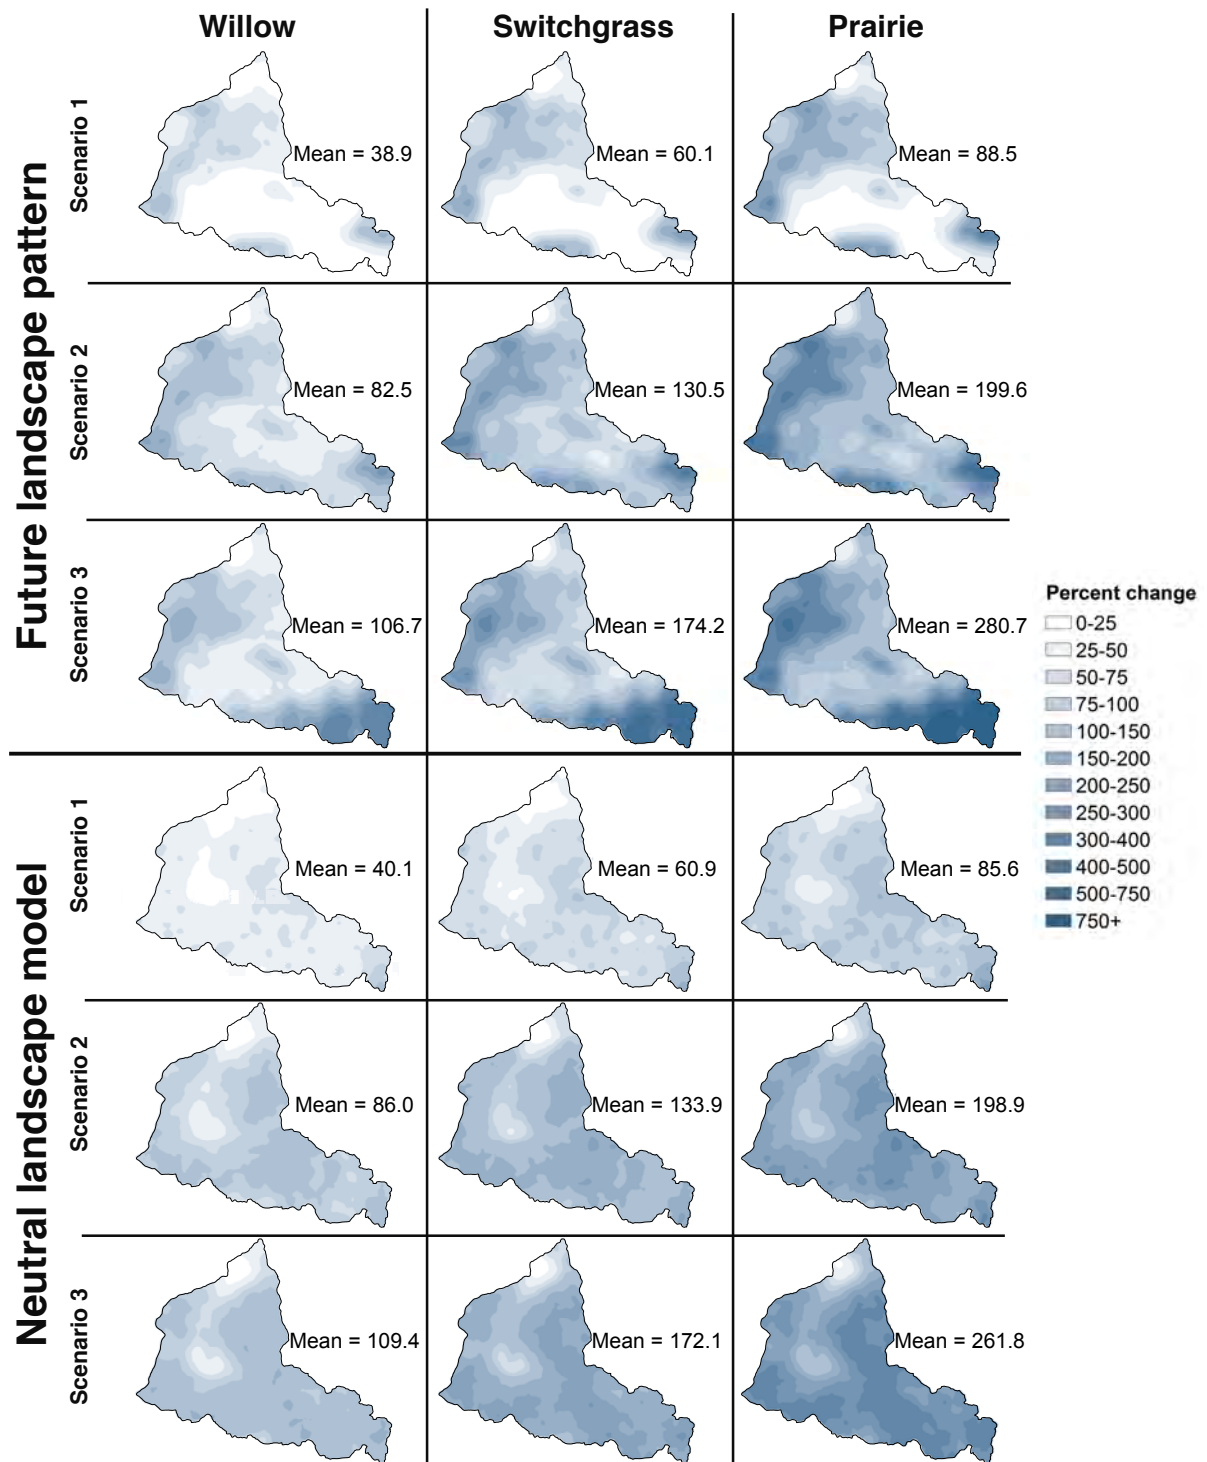 Willow Switchgrass Prairie
Future landscape pattern
Scenario 1
Mean = 38.9 Mean = 60.1 Mean = 88.5
Scenario 2
Mean = 82.5 Mean = 130.5 Mean = 199.6
Scenario 3
Mean = 106.7 Mean = 174.2 Mean = 280.7
Percent change
0-25
25-50
50-75
75-100
100-150
150-200
200-250
250-300
300-400
400-500
500-750
750+
Neutral landscape model
Scenario 1
Mean = 40.1 Mean = 60.9 Mean = 85.6
Scenario 2
Mean = 86.0 Mean = 133.9 Mean = 198.9
Scenario 3
Mean = 109.4 Mean = 172.1 Mean = 261.8